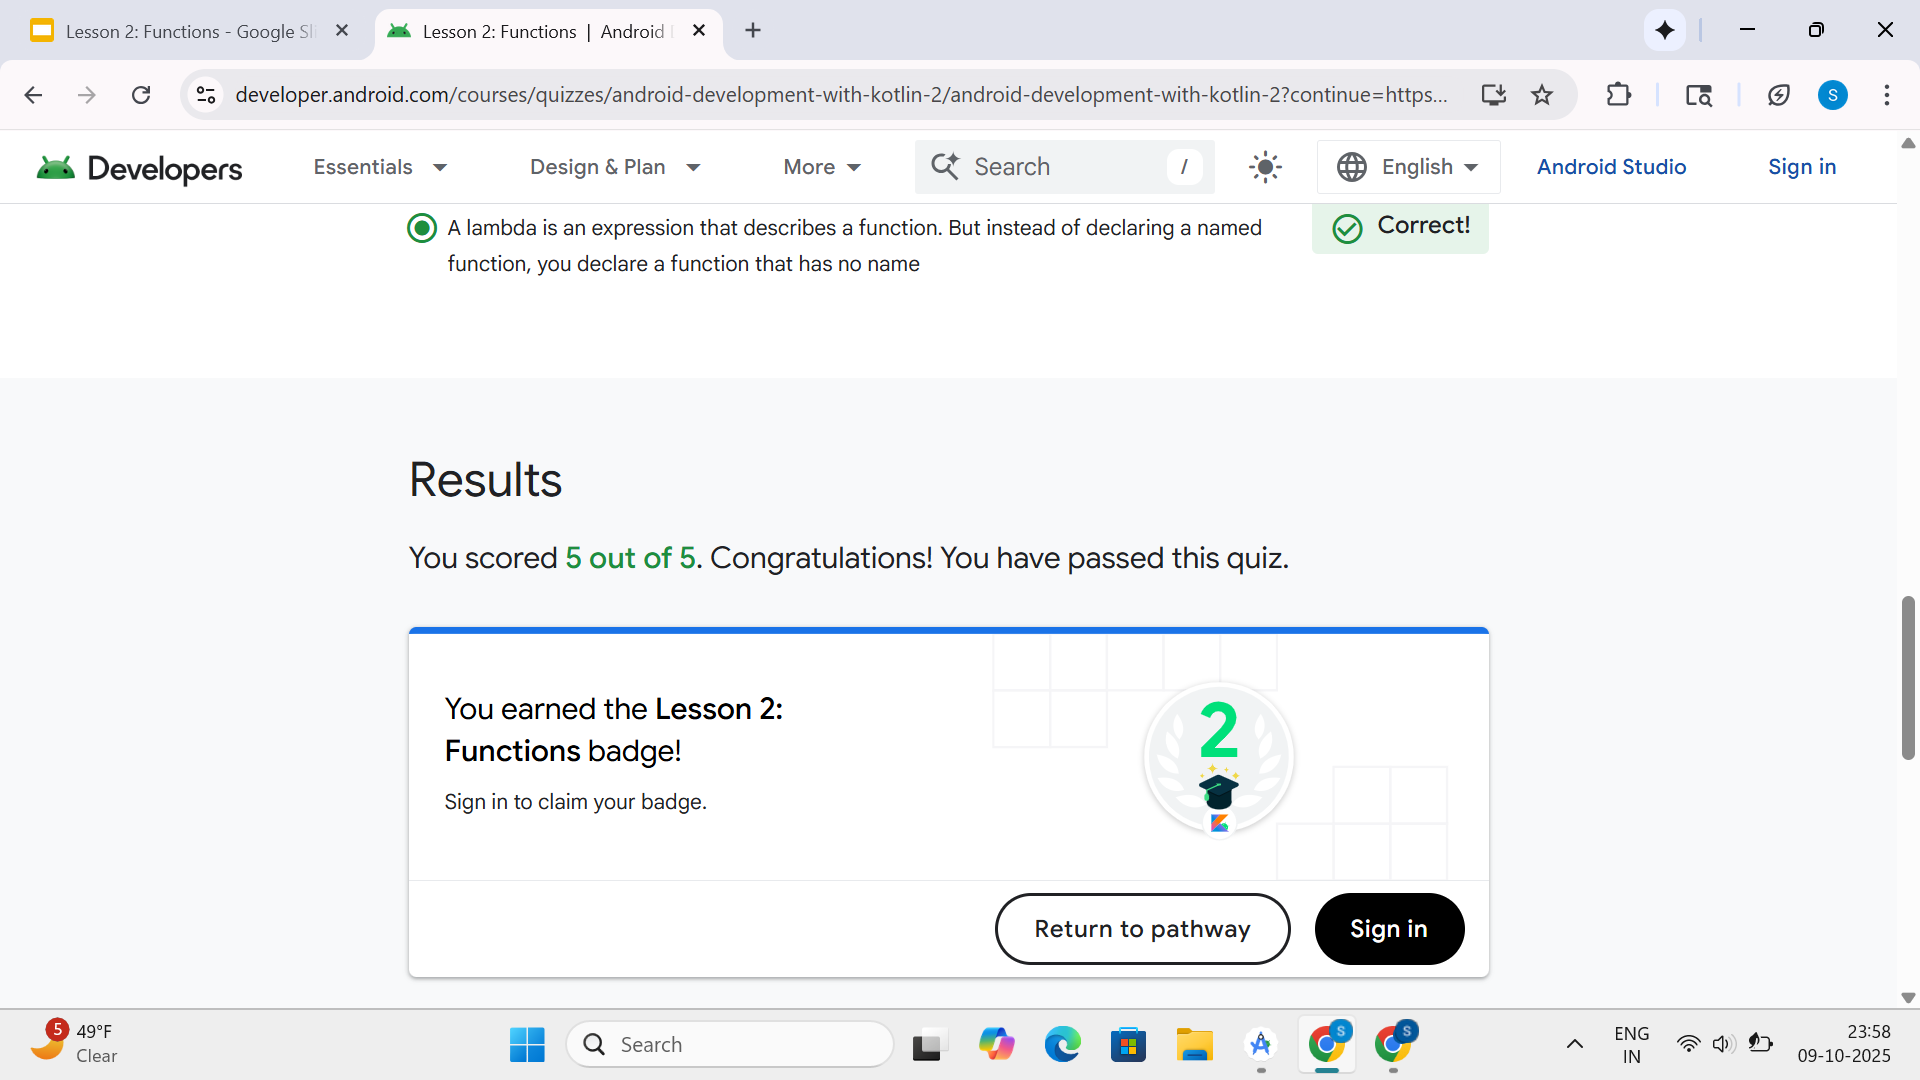 Lesson 2: Functions - Google Sli
Lesson 2: Functions | Android D
developer.android.com/courses/quizzes/android-development-with-kotlin-2/android-development-with-kotlin-2?continue=https...
S
Developers
Essentials
Design & Plan
More
Search
/
English
Android Studio
Sign in
A lambda is an expression that describes a function. But instead of declaring a named
function, you declare a function that has no name
Correct!
Results
You scored 5 out of 5. Congratulations! You have passed this quiz.
You earned the Lesson 2:
Functions badge!
Sign in to claim your badge.
2
Return to pathway
Sign in
5
49°F
Clear
Search
S
S
ENG
IN
23:58
09-10-2025